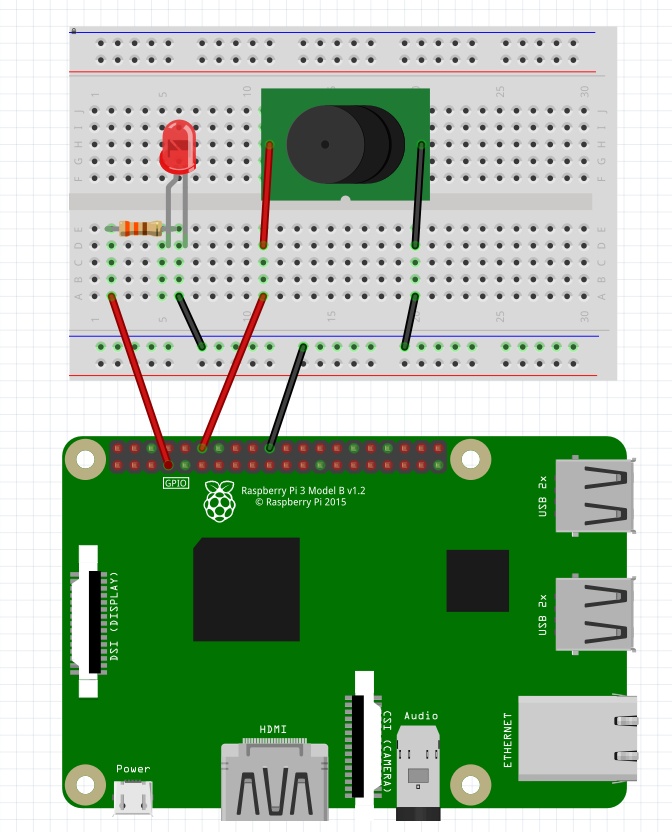 1 5 10 15 20 25 30
J J
I I
H H
G G
F F
E E
D D
C C
B B
A A
1 5 10 15 20 25 30
GPIO
Raspberry Pi 3 Model B v1.2
© Raspberry Pi 2015
USB 2x
DSI (DISPLAY)
USB 2x
CSI (CAMERA)
Audio
ETHERNET
HDMI
Power